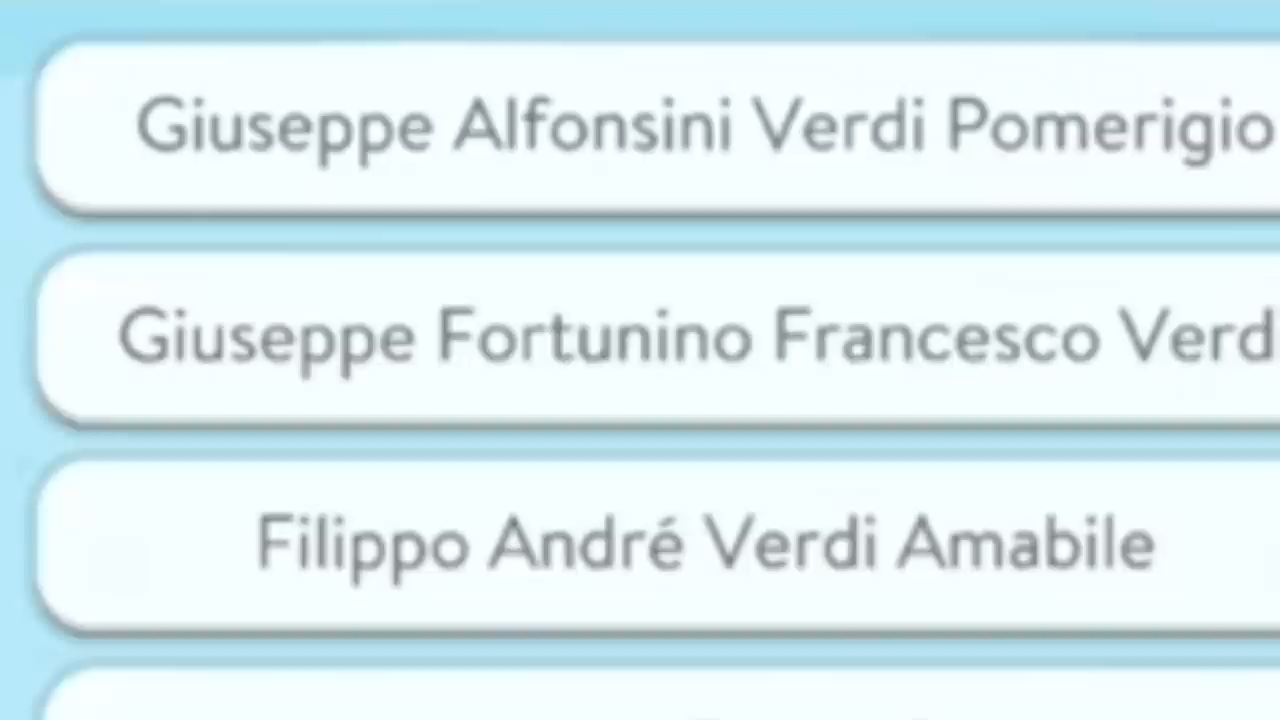 Giuseppe Alfonsini Verdi Pomerigio
Giuseppe Fortunino Francesco Verd
Filippo André Verdi Amabile